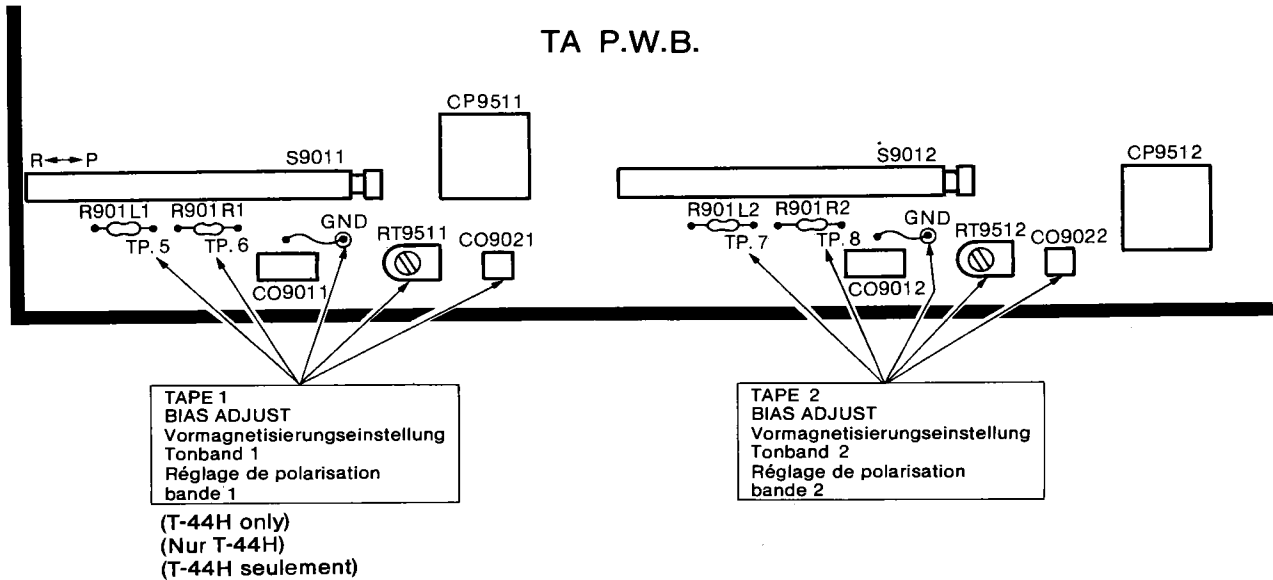 TA P.W.B.
CP9511
R↔P
S9011
R901L1
R901R1
GND
TP.5
TP.6
RT9511
CO9021
CO9011
S9012
CP9512
R901L2
R901R2
GND
TP.7
TP.8
RT9512
CO9022
CO9012
TAPE 1
BIAS ADJUST
Vormagnetisierungseinstellung
Tonband 1
Réglage de polarisation
bande 1
(T-44H only)
(Nur T-44H)
(T-44H seulement)
TAPE 2
BIAS ADJUST
Vormagnetisierungseinstellung
Tonband 2
Réglage de polarisation
bande 2